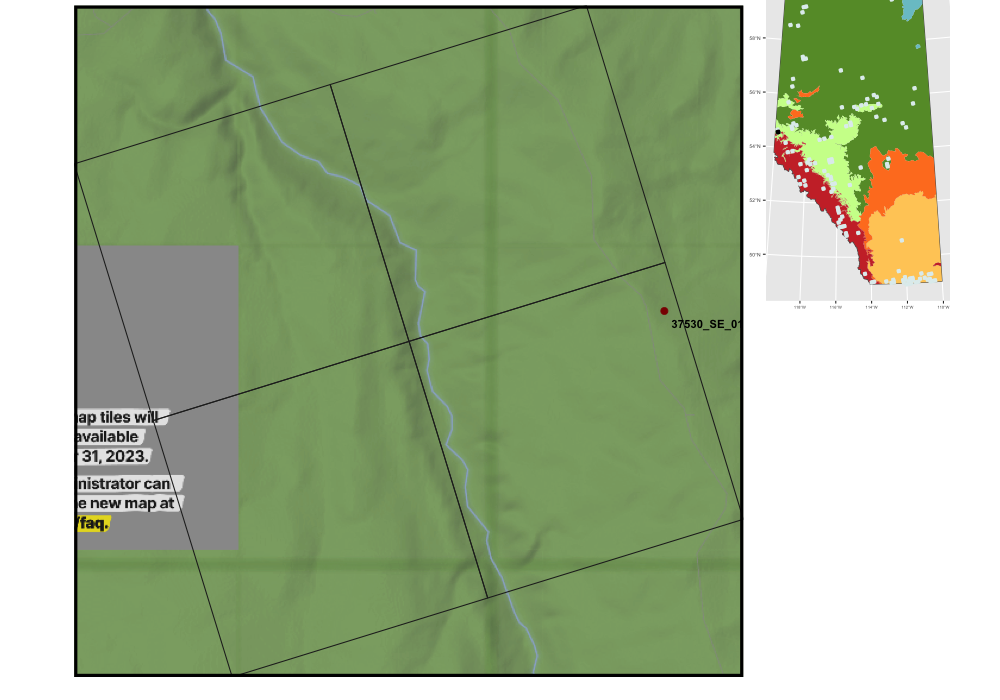 37530_SE_01
ap tiles will
available
31, 2023.
nistrator can
e new map at
/faq.
58°N
56°N
54°N
52°N
50°N
118°W
116°W
114°W
112°W
110°W